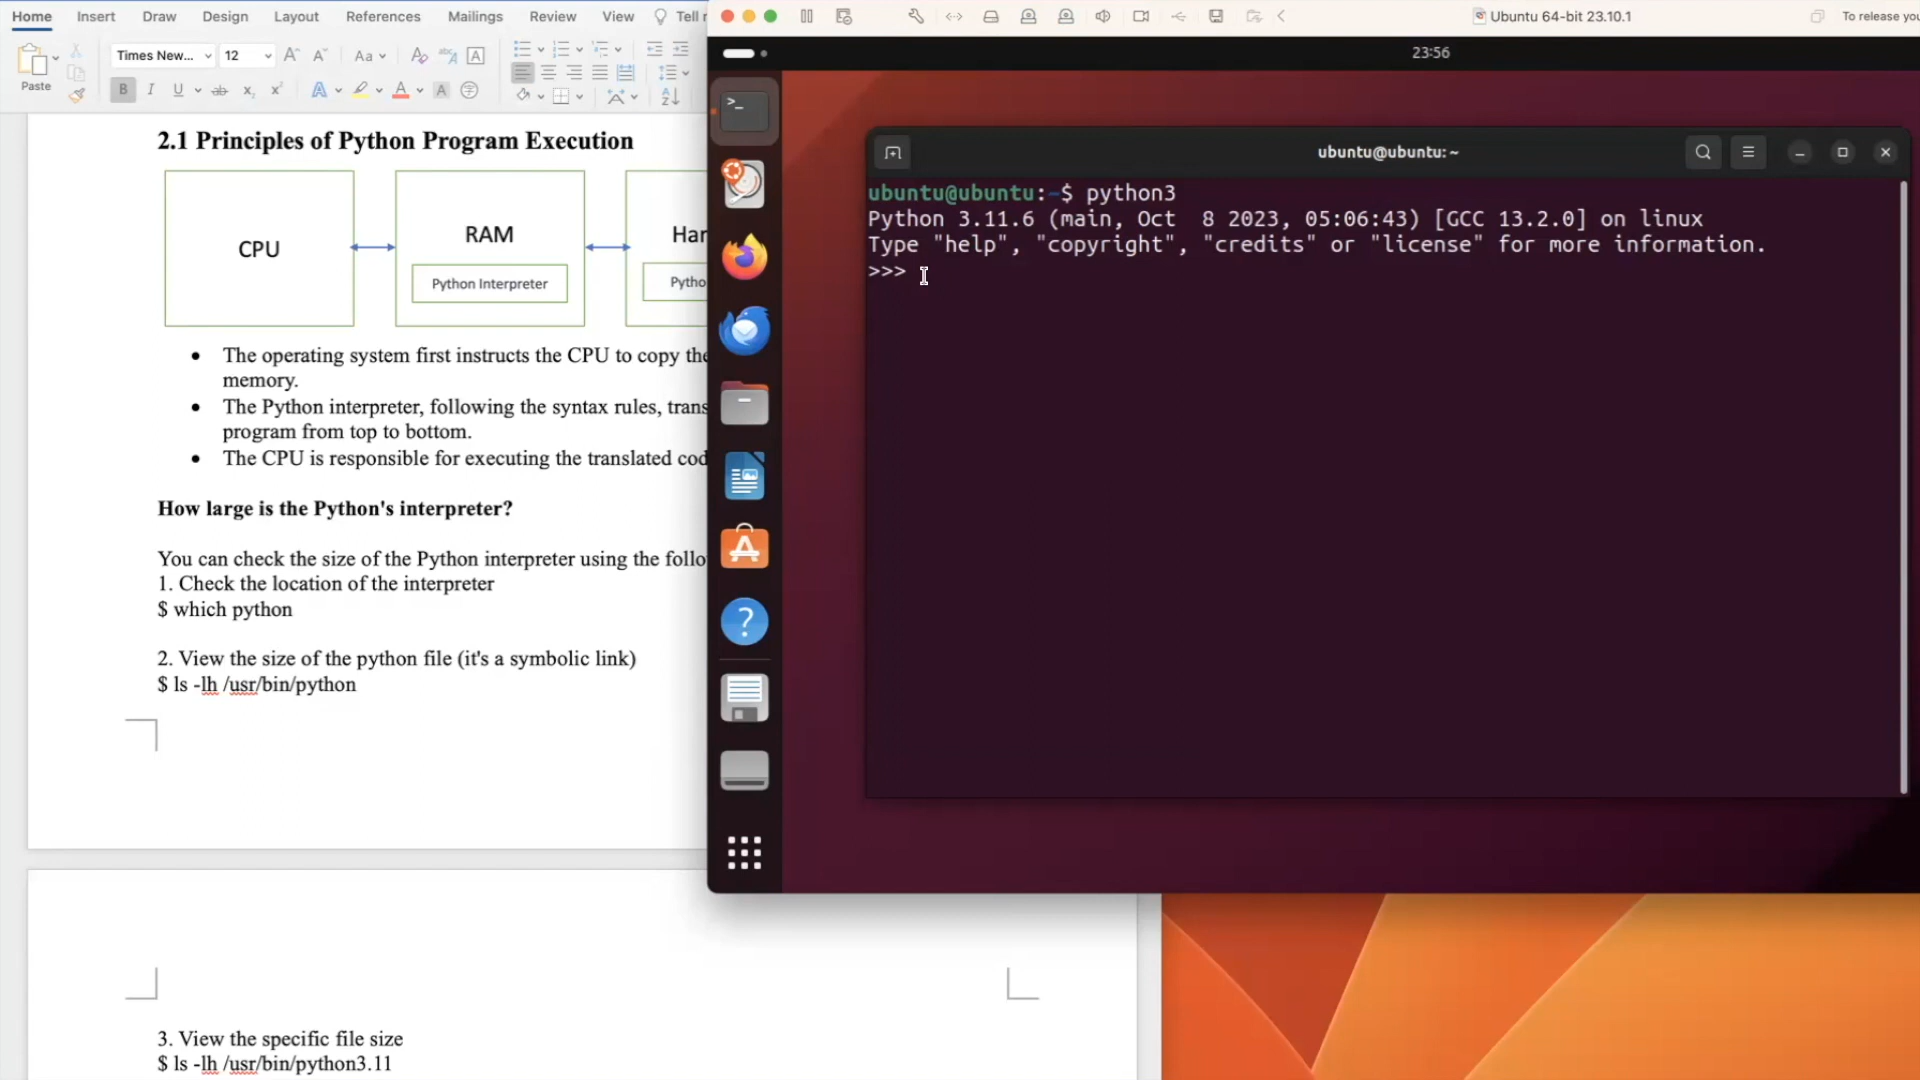 Home Insert Draw Design Layout References Mailings Review View Tell
Times New... 12
Paste
2.1 Principles of Python Program Execution
CPU
RAM
Python Interpreter
The operating system first instructs the CPU to copy the
memory.
The Python interpreter, following the syntax rules, trans
program from top to bottom.
The CPU is responsible for executing the translated cod
How large is the Python's interpreter?
You can check the size of the Python interpreter using the follo
1. Check the location of the interpreter
$ which python
2. View the size of the python file (it's a symbolic link)
$ ls -lh /usr/bin/python
3. View the specific file size
$ ls -lh /usr/bin/python3.11
Ubuntu 64-bit 23.10.1
To release you
23:56
ubuntu@ubuntu: ~
ubuntu@ubuntu:~$ python3
Python 3.11.6 (main, Oct  8 2023, 05:06:43) [GCC 13.2.0] on linux
Type "help", "copyright", "credits" or "license" for more information.
>>>